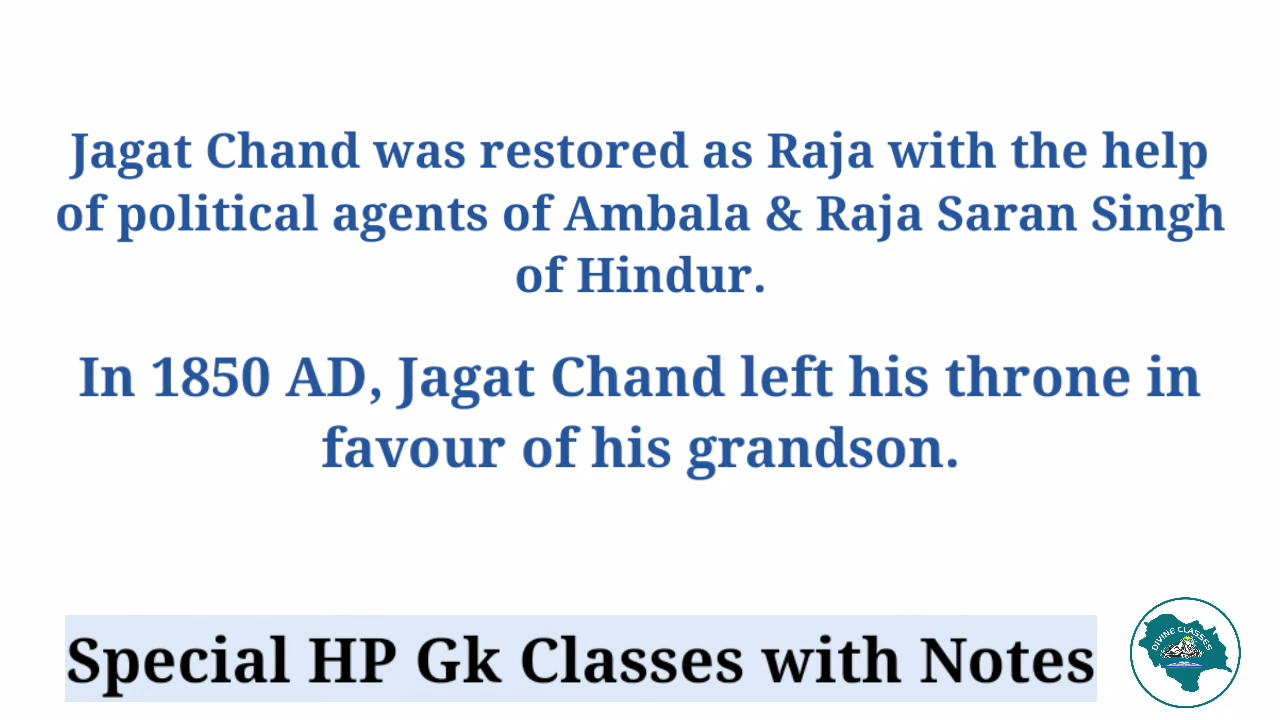 Jagat Chand was restored as Raja with the help
of political agents of Ambala & Raja Saran Singh
of Hindur.
In 1850 AD, Jagat Chand left his throne in
favour of his grandson.
Special HP Gk Classes with Notes
DIVINE CLASSES